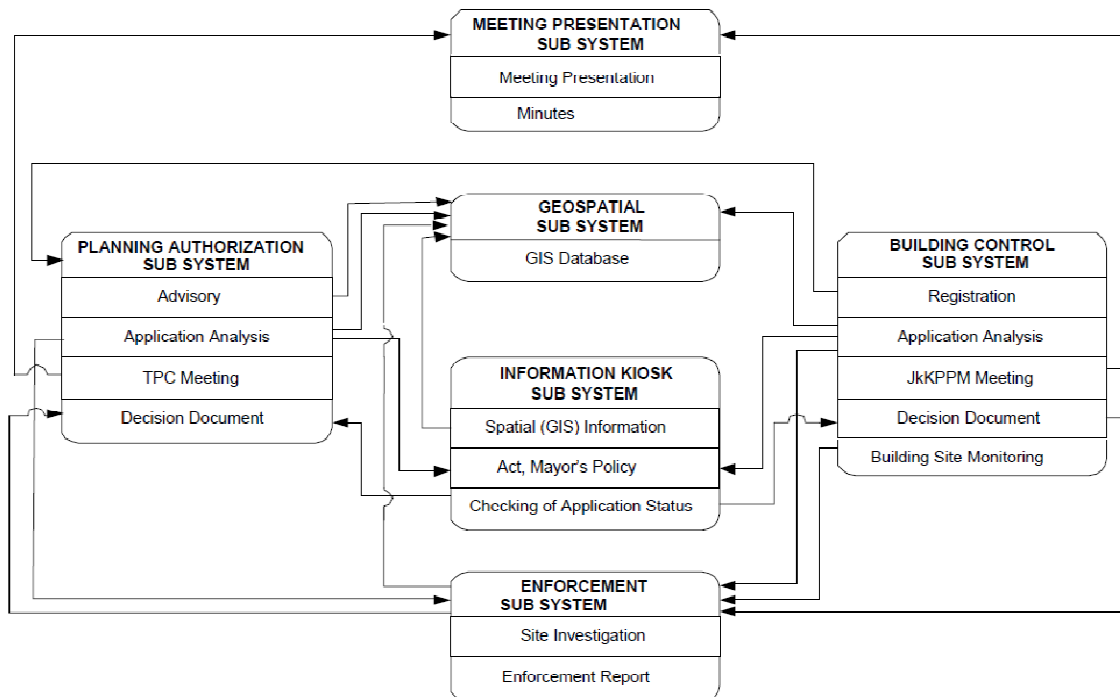 MEETING PRESENTATION
SUB SYSTEM
Meeting Presentation
Minutes
GEOSPATIAL
SUB SYSTEM
GIS Database
PLANNING AUTHORIZATION
SUB SYSTEM
Advisory
Application Analysis
TPC Meeting
Decision Document
BUILDING CONTROL
SUB SYSTEM
Registration
Application Analysis
JkKPPM Meeting
Decision Document
Building Site Monitoring
INFORMATION KIOSK
SUB SYSTEM
Spatial (GIS) Information
Act, Mayor's Policy
Checking of Application Status
ENFORCEMENT
SUB SYSTEM
Site Investigation
Enforcement Report